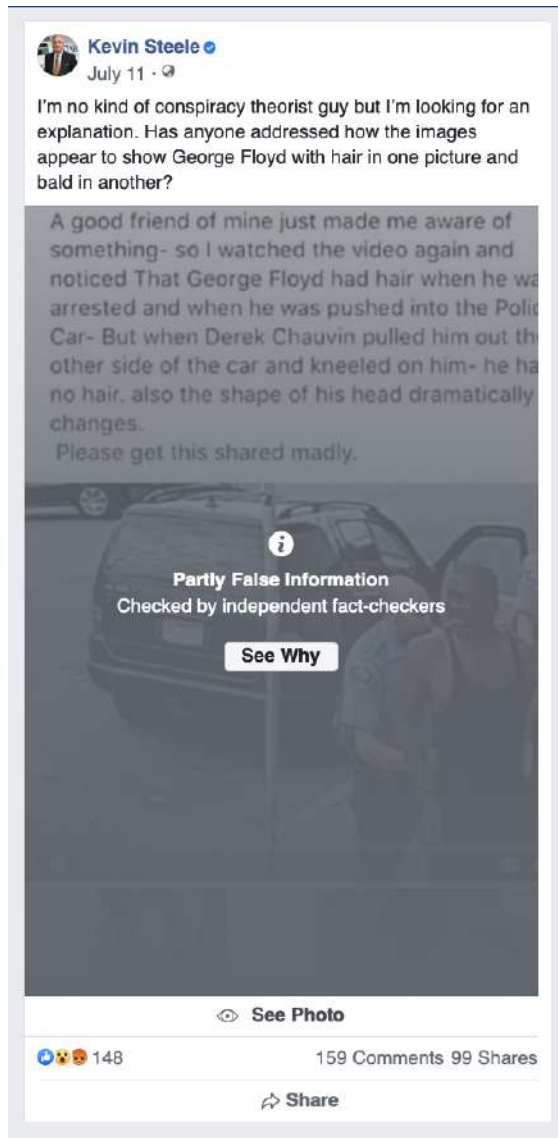 Kevin Steele
July 11 ·
I'm no kind of conspiracy theorist guy but I'm looking for an
explanation. Has anyone addressed how the images
appear to show George Floyd with hair in one picture and
bald in another?
A good friend of mine just made me aware of
something- so I watched the video again and
noticed That George Floyd had hair when he wa
arrested and when he was pushed into the Polic
Car- But when Derek Chauvin pulled him out th
other side of the car and kneeled on him- he ha
no hair. also the shape of his head dramatically
changes.
Please get this shared madly.
Partly False Information
Checked by independent fact-checkers
See Why
See Photo
148 159 Comments 99 Shares
Share